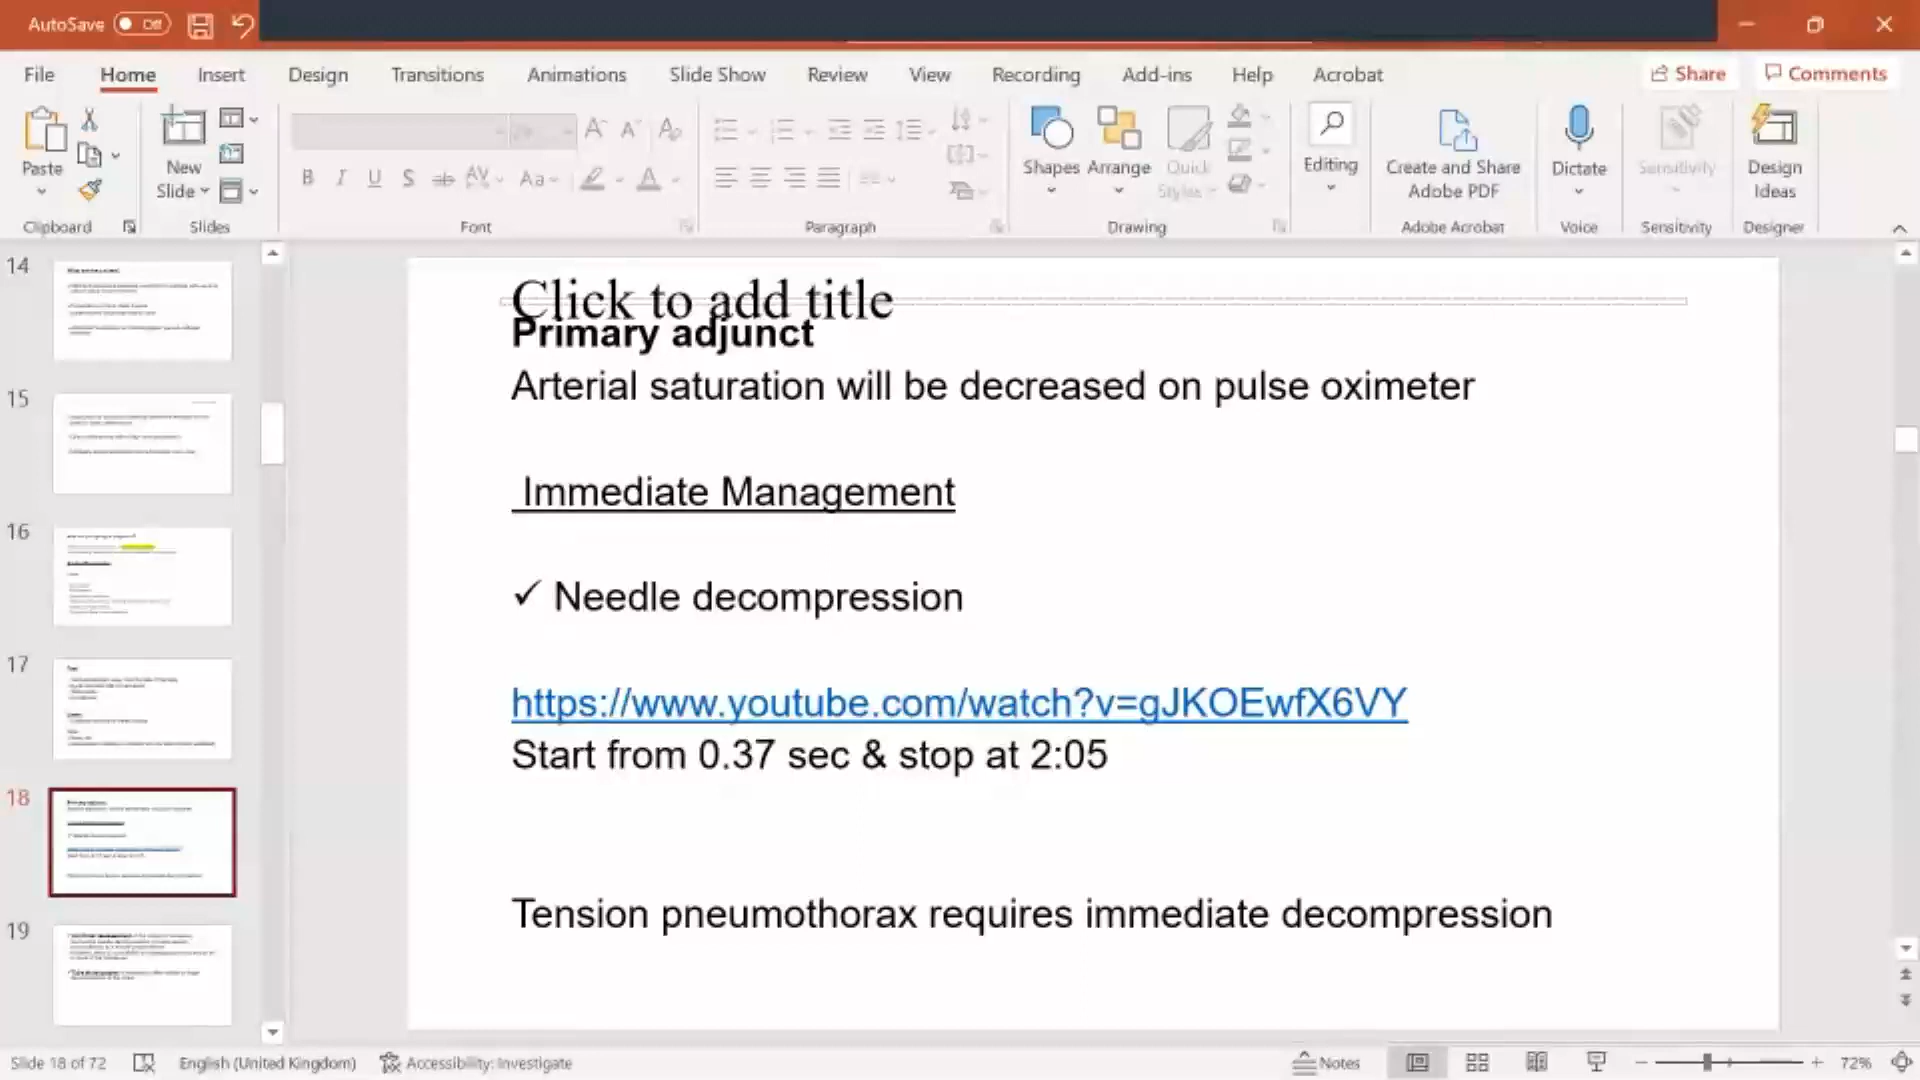 AutoSave Off
File Home Insert Design Transitions Animations Slide Show Review View Recording Add-ins Help Acrobat Share Comments
Paste
New
Slide
B I U S ab AV Aa A
Shapes Arrange Quick
Styles
Editing
Create and Share
Adobe PDF
Dictate
Sensitivity
Design
Ideas
Clipboard Slides Font Paragraph Drawing Adobe Acrobat Voice Sensitivity Designer
14
15
16
17
18
19
Click to add title
Primary adjunct
Arterial saturation will be decreased on pulse oximeter
Immediate Management
✓ Needle decompression
https://www.youtube.com/watch?v=gJKOEwfX6VY
Start from 0.37 sec & stop at 2:05
Tension pneumothorax requires immediate decompression
Slide 18 of 72 English (United Kingdom) Accessibility: Investigate Notes 72%